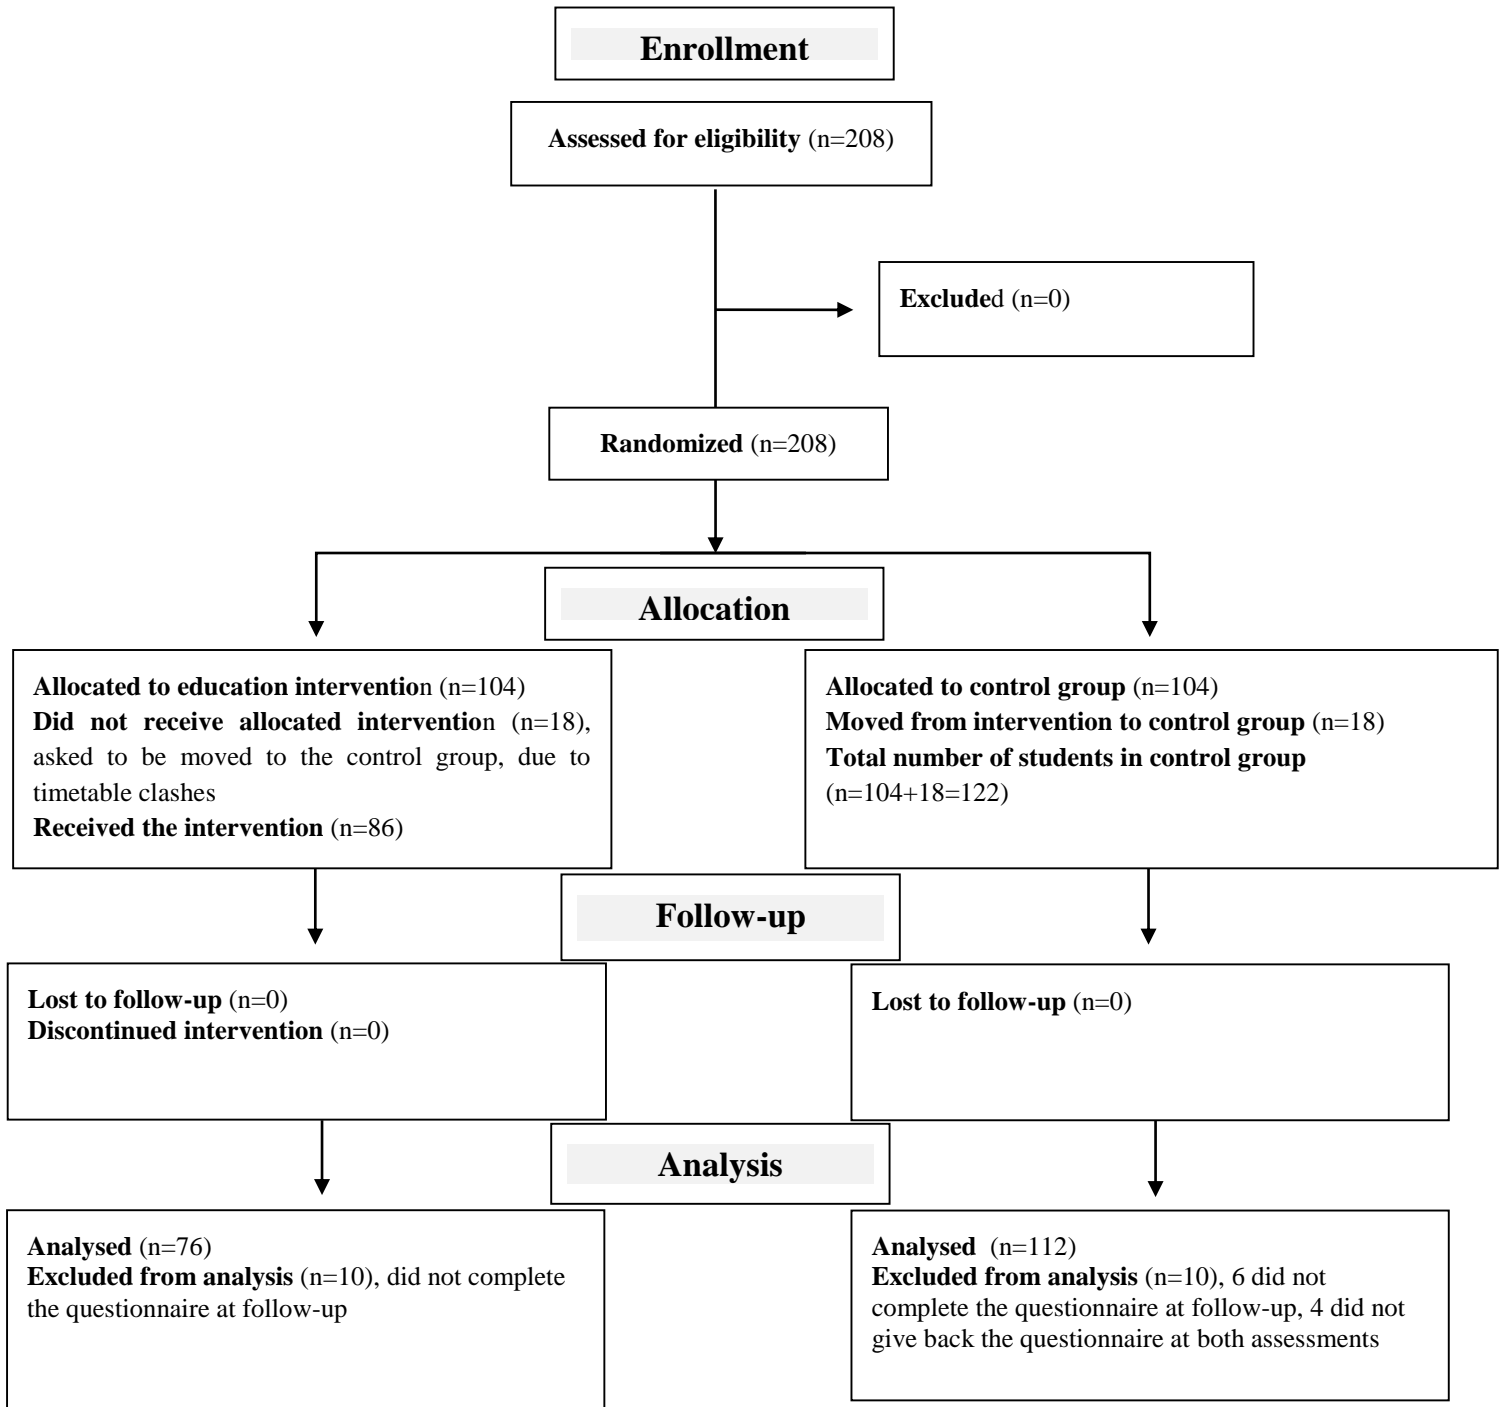 Enrollment
Assessed for eligibility (n=208)
Excluded (n=0)
Randomized (n=208)
Allocation
Allocated to education intervention (n=104)
Did not receive allocated intervention (n=18),
asked to be moved to the control group, due to
timetable clashes
Received the intervention (n=86)
Allocated to control group (n=104)
Moved from intervention to control group (n=18)
Total number of students in control group
(n=104+18=122)
Follow-up
Lost to follow-up (n=0)
Discontinued intervention (n=0)
Lost to follow-up (n=0)
Analysis
Analysed (n=76)
Excluded from analysis (n=10), did not complete
the questionnaire at follow-up
Analysed (n=112)
Excluded from analysis (n=10), 6 did not
complete the questionnaire at follow-up, 4 did not
give back the questionnaire at both assessments